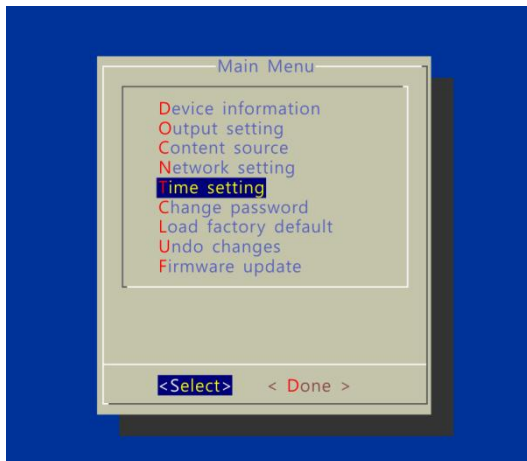 Main Menu
Device information
Output setting
Content source
Network setting
Time setting
Change password
Load factory default
Undo changes
Firmware update
<Select> < Done >